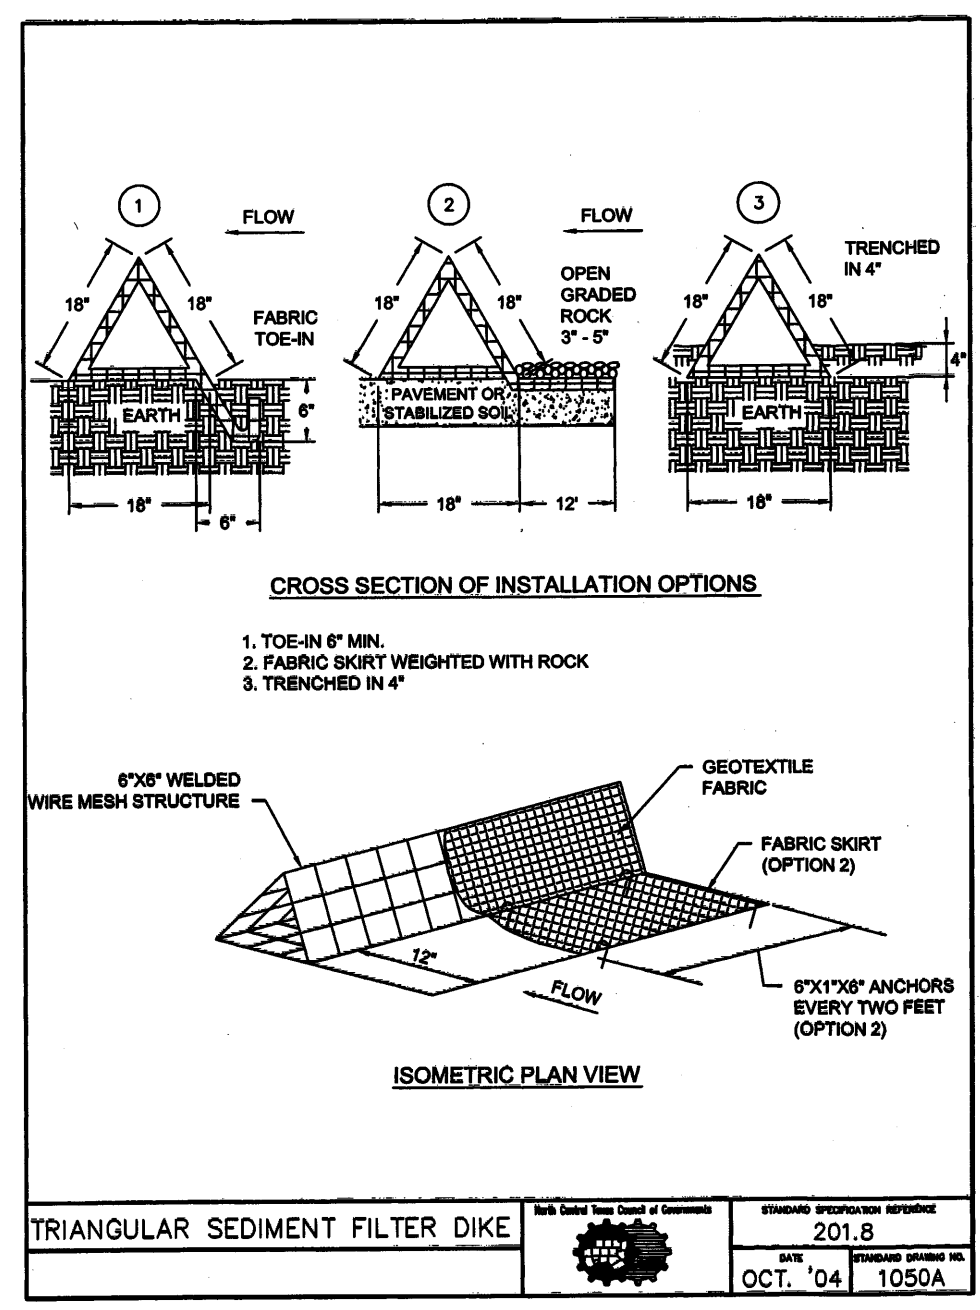 1
2
3
FLOW
FLOW
TRENCHED
IN 4"
18"
18"
FABRIC
TOE-IN
18"
18"
OPEN
GRADED
ROCK
3" - 5"
18"
18"
4"
EARTH
6"
PAVEMENT OR
STABILIZED SOIL
EARTH
18"
6"
18"
12'
18"
CROSS SECTION OF INSTALLATION OPTIONS
1. TOE-IN 6" MIN.
2. FABRIC SKIRT WEIGHTED WITH ROCK
3. TRENCHED IN 4"
6"X6" WELDED
WIRE MESH STRUCTURE
GEOTEXTILE
FABRIC
FABRIC SKIRT
(OPTION 2)
12"
FLOW
6"X1"X6" ANCHORS
EVERY TWO FEET
(OPTION 2)
ISOMETRIC PLAN VIEW
TRIANGULAR SEDIMENT FILTER DIKE
North Central Texas Council of Governments
STANDARD SPECIFICATION REFERENCE
201.8
DATE
OCT. '04
STANDARD DRAWING NO.
1050A